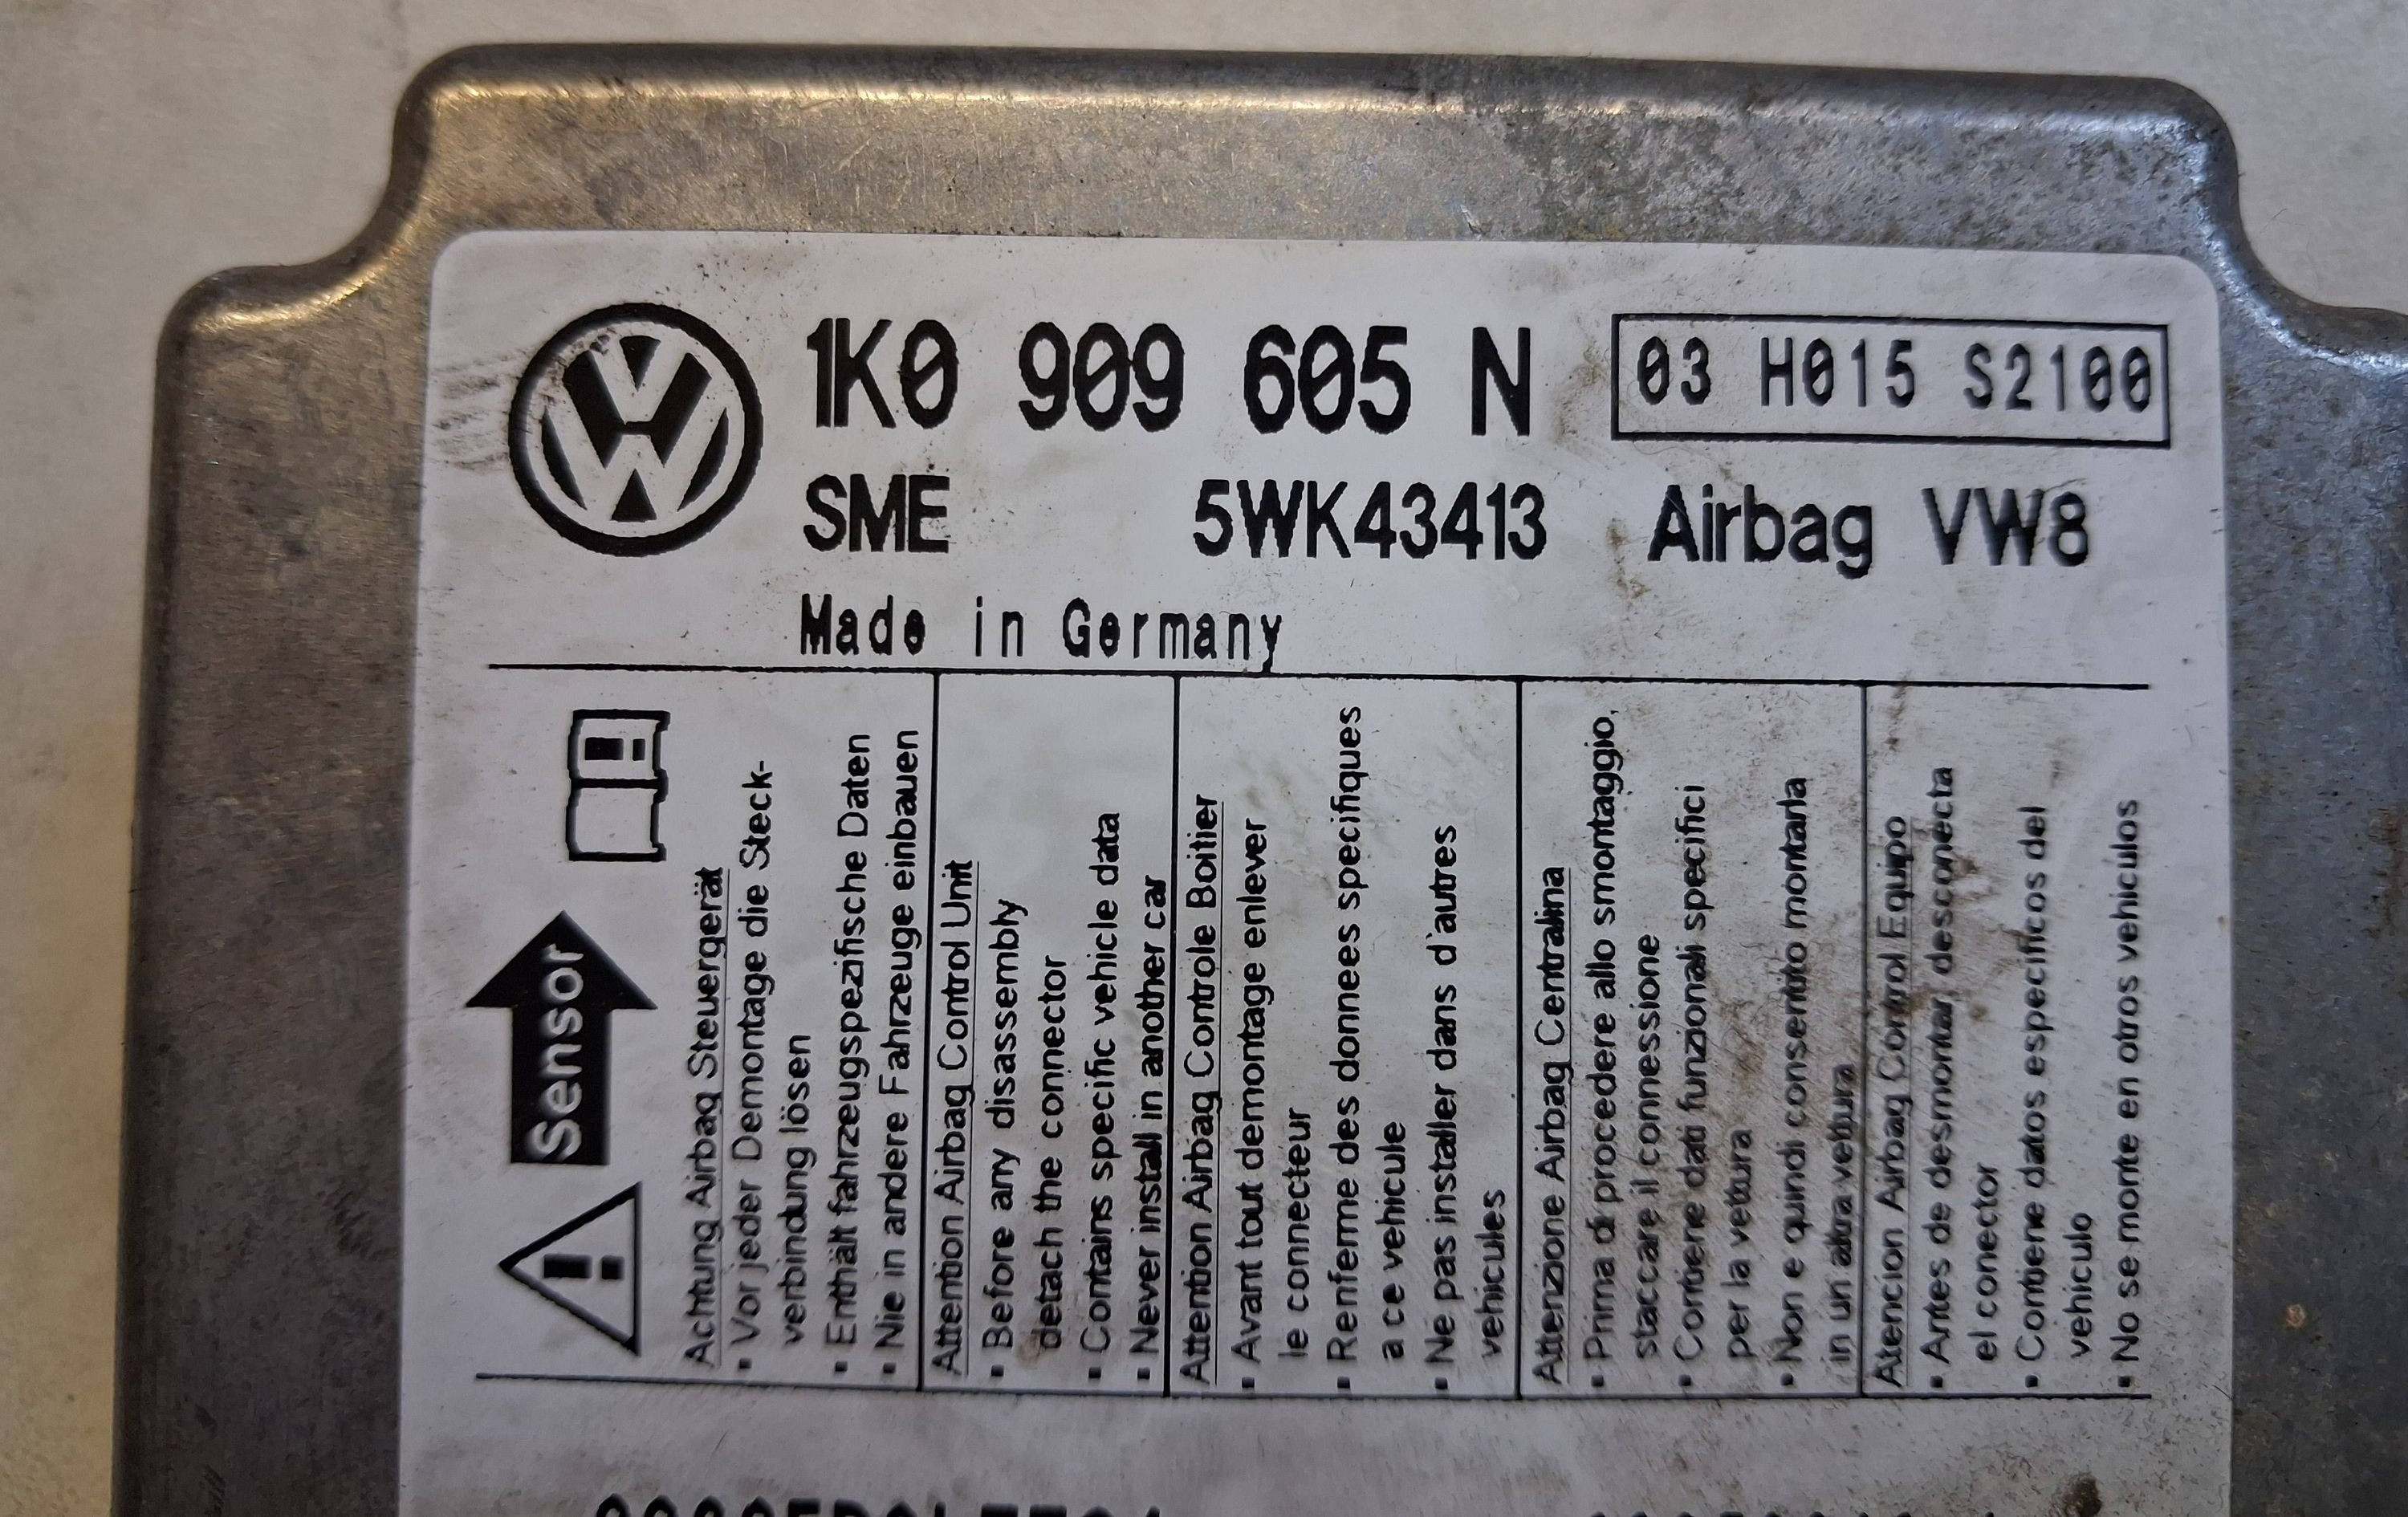 1K0 909 605 N 03 H015 S2100
SME 5WK43413 Airbag VW8
Made in Germany
Sensor
Achtung Airbag Steuergerät
• Vor jeder Demontage die Steck-
verbindung lösen
• Enthält fahrzeugspezifische Daten
• Nie in andere Fahrzeuge einbauen
Attention Airbag Control Unit
• Before any disassembly
detach the connector
• Contains specific vehicle data
• Never install in another car
Attention Airbag Controle Boitier
• Avant tout demontage enlever
le connecteur
• Renferme des donnees specifiques
a ce vehicule
• Ne pas installer dans d'autres
vehicules
Attenzione Airbag Centralina
• Prima di procedere allo smontaggio,
staccare il connessione
• Contiene dati funzionali specifici
per la vettura
• Non e quindi consentito montarla
in un altra vettura
Atencion Airbag Control Equipo
• Antes de desmontar, desconecta
el conector
• Contiene datos especificos del
vehiculo
• No se monte en otros vehiculos